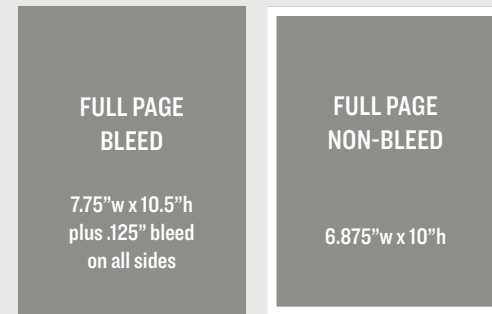 FULL PAGE
BLEED
7.75”w x 10.5”h
plus .125” bleed
on all sides
FULL PAGE
NON-BLEED
6.875”w x 10”h